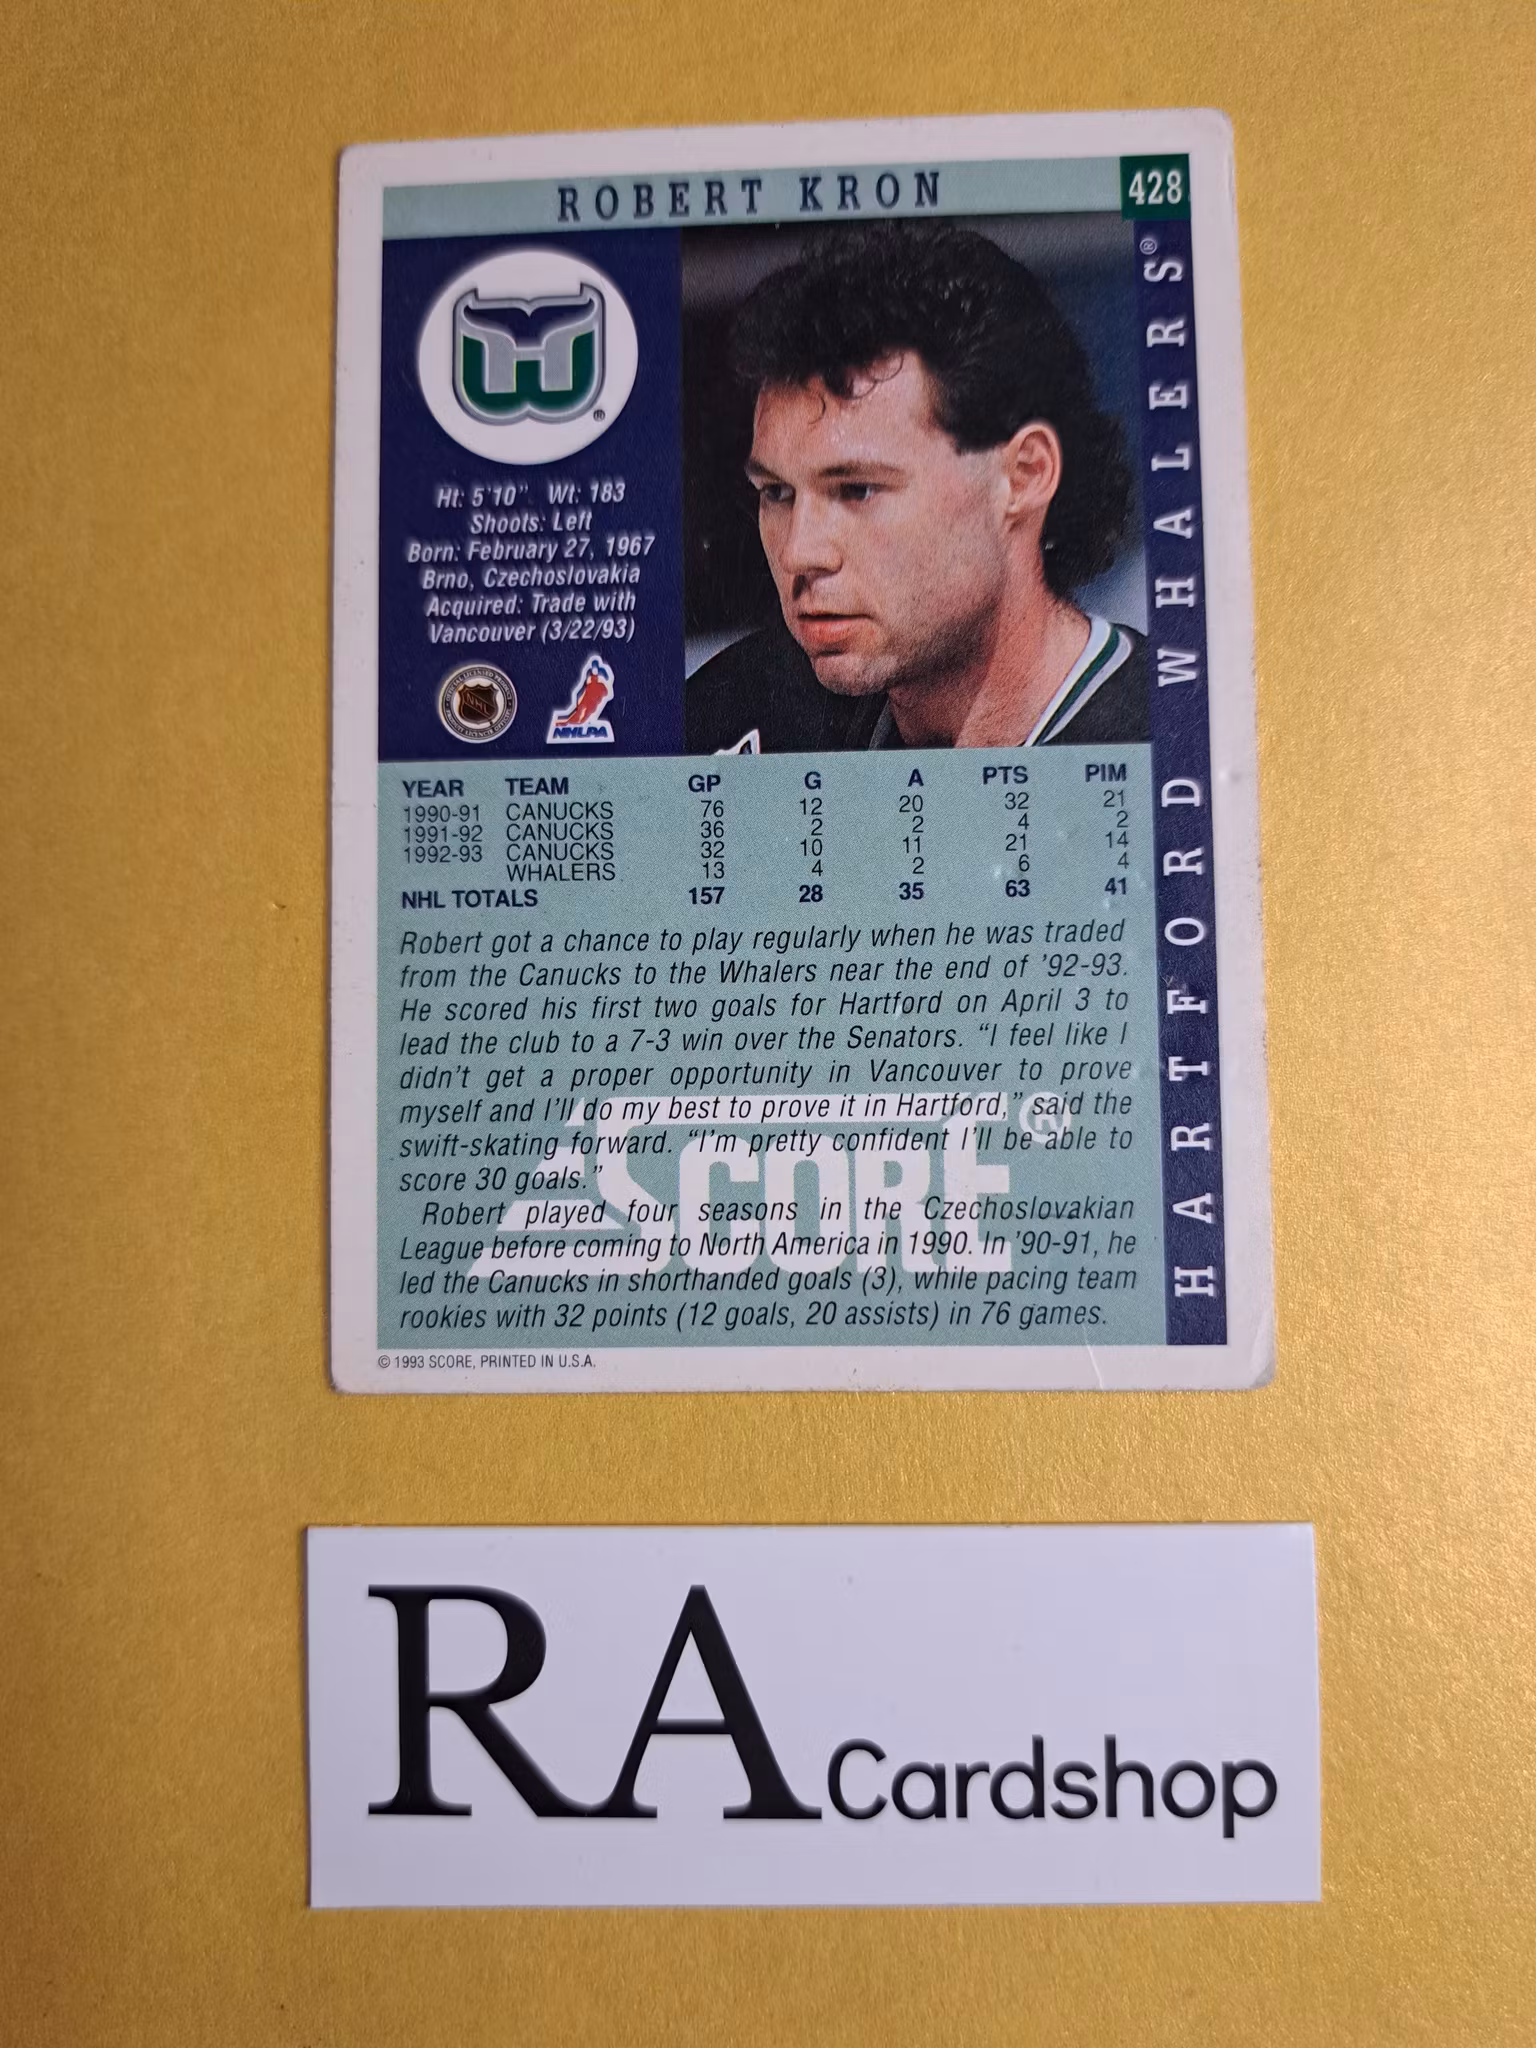 ROBERT KRON
428
HARTFORD WHALERS®
®
Ht: 5'10" Wt: 183
Shoots: Left
Born: February 27, 1967
Brno, Czechoslovakia
Acquired: Trade with
Vancouver (3/22/93)
NHL
NHLPA
YEAR TEAM GP G A PTS PIM
1990-91 CANUCKS 76 12 20 32 21
1991-92 CANUCKS 36 2 2 4 2
1992-93 CANUCKS 32 10 11 21 14
WHALERS 13 4 2 6 4
NHL TOTALS 157 28 35 63 41
Robert got a chance to play regularly when he was traded
from the Canucks to the Whalers near the end of '92-93.
He scored his first two goals for Hartford on April 3 to
lead the club to a 7-3 win over the Senators. "I feel like I
didn't get a proper opportunity in Vancouver to prove
myself and I'll do my best to prove it in Hartford," said the
swift-skating forward. "I'm pretty confident I'll be able to
score 30 goals."
Robert played four seasons in the Czechoslovakian
League before coming to North America in 1990. In '90-91, he
led the Canucks in shorthanded goals (3), while pacing team
rookies with 32 points (12 goals, 20 assists) in 76 games.
SCORE®
© 1993 SCORE, PRINTED IN U.S.A.
RA Cardshop